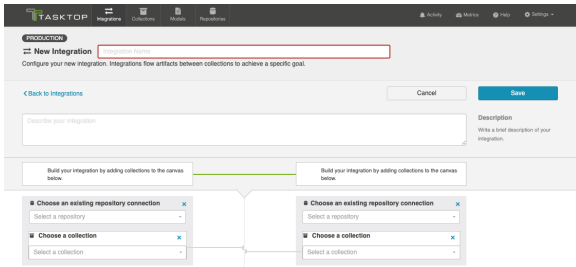 TASKTOP
Integrations
Collections
Models
Repositories
Activity
Metrics
Help
Settings
PRODUCTION
New Integration
Integration Name
Configure your new integration. Integrations flow artifacts between collections to achieve a specific goal.
Back to Integrations
Cancel
Save
Describe your integration
Description
Write a brief description of your
integration.
Build your integration by adding collections to the canvas
below.
Build your integration by adding collections to the canvas
below.
Choose an existing repository connection
Select a repository
Choose a collection
Select a collection
Choose an existing repository connection
Select a repository
Choose a collection
Select a collection